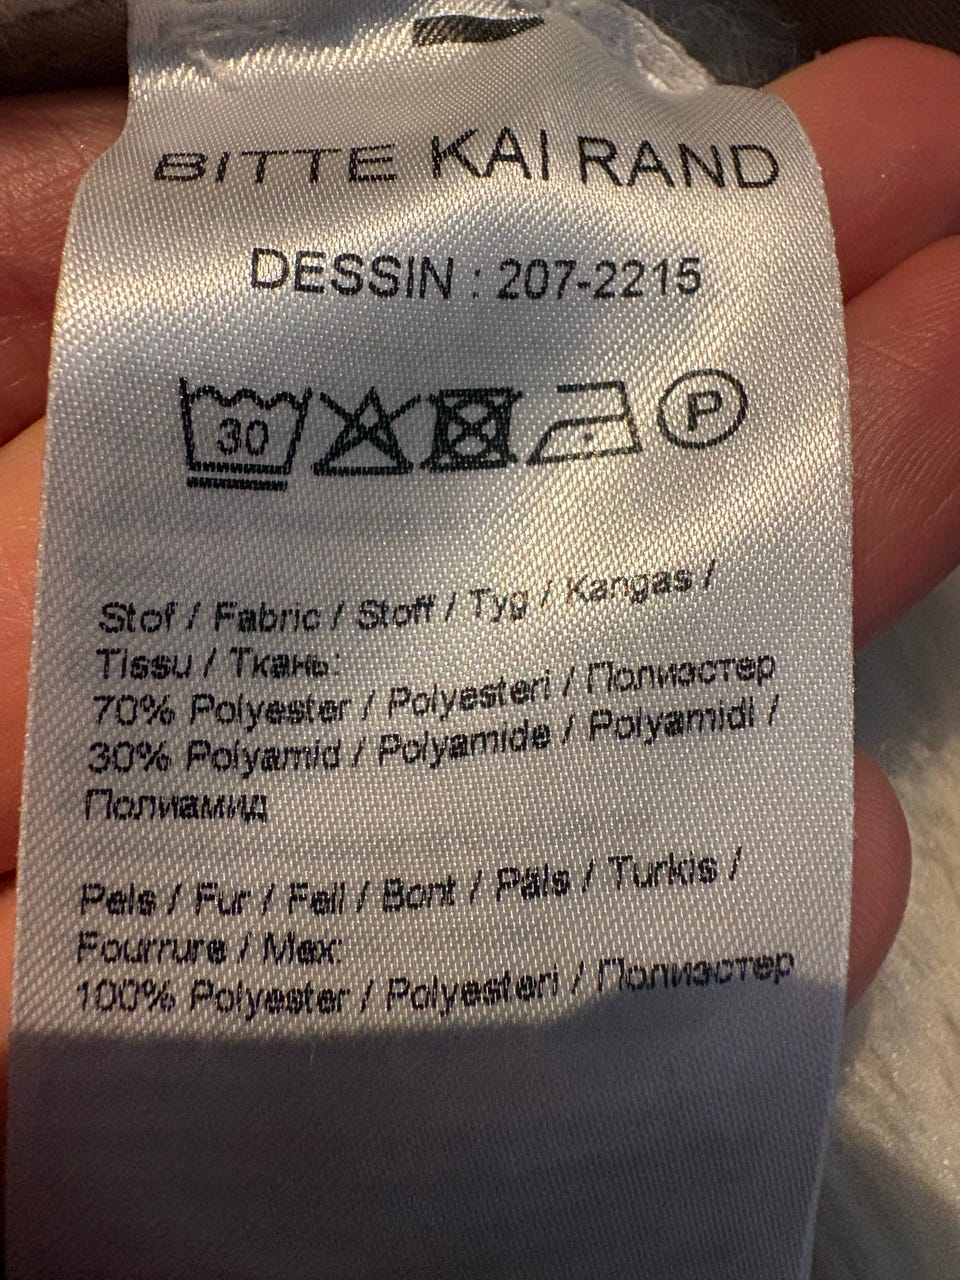 BITTE KAI RAND
DESSIN : 207-2215
30 P
Stof / Fabric / Stoff / Tyg / Kangas /
Tissu / Ткань:
70% Polyester / Polyesteri / Полиэстер
30% Polyamid / Polyamide / Polyamidi /
Полиамид
Pels / Fur / Fell / Bont / Päls / Turkis /
Fourrure / Мех:
100% Polyester / Polyesteri / Полиэстер